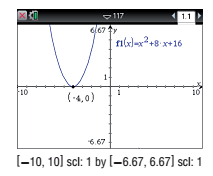 117 1.1
6.67 y
f1(x)=x²+8·x+16
1
x
-10 1 10
(-4,0)
-6.67
[−10, 10] scl: 1 by [−6.67, 6.67] scl: 1